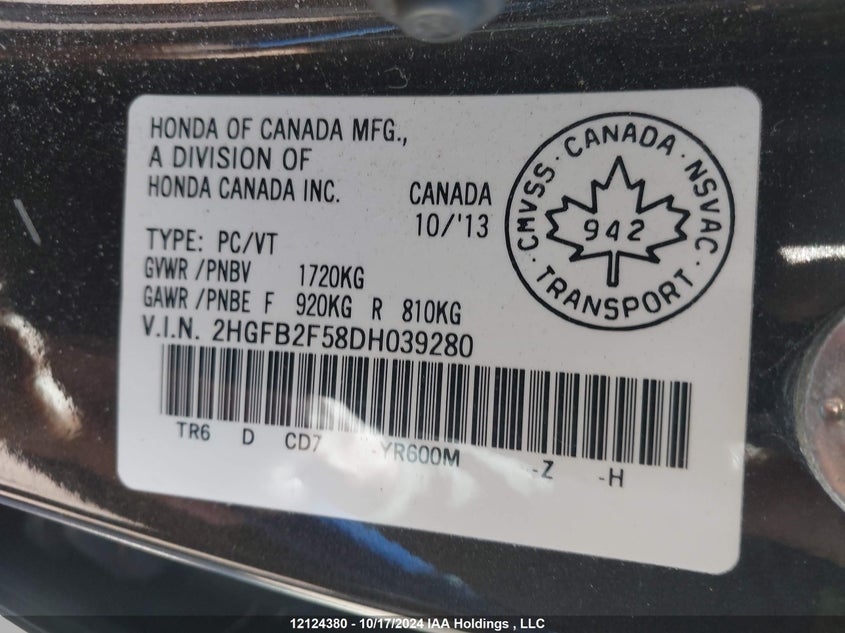 HONDA OF CANADA MFG.,
A DIVISION OF
HONDA CANADA INC.
CANADA
10/'13
TYPE: PC/VT
GVWR /PNBV 1720KG
GAWR /PNBE F 920KG R 810KG
V.I.N. 2HGFB2F58DH039280
TR6 D CD7 -YR600M -Z -H
CMVSS · CANADA · NSVAC · TRANSPORT ·
942
12124380 - 10/17/2024 IAA Holdings , LLC